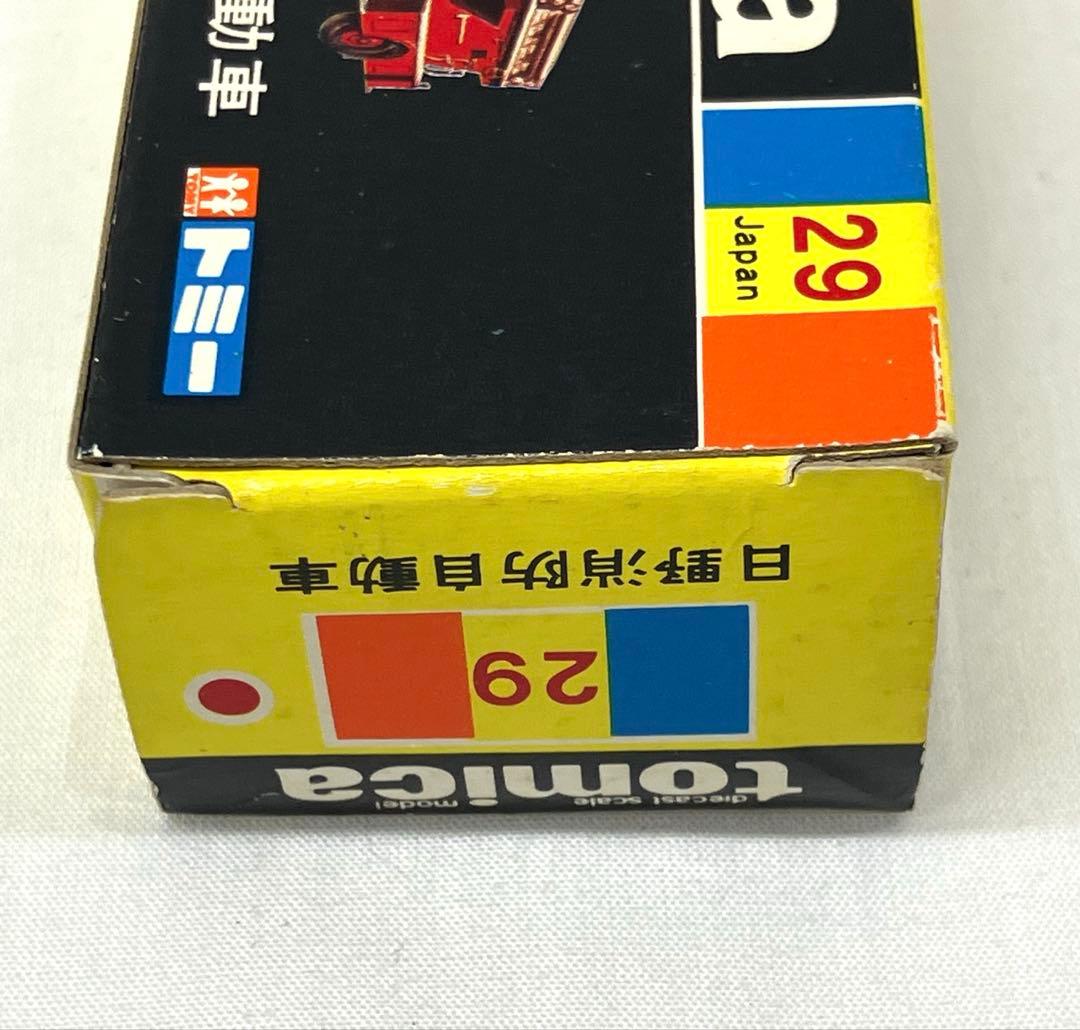 動車
TOMY
トミー
a
29
Japan
日野消防自動車
29
tomica
diecast scale model